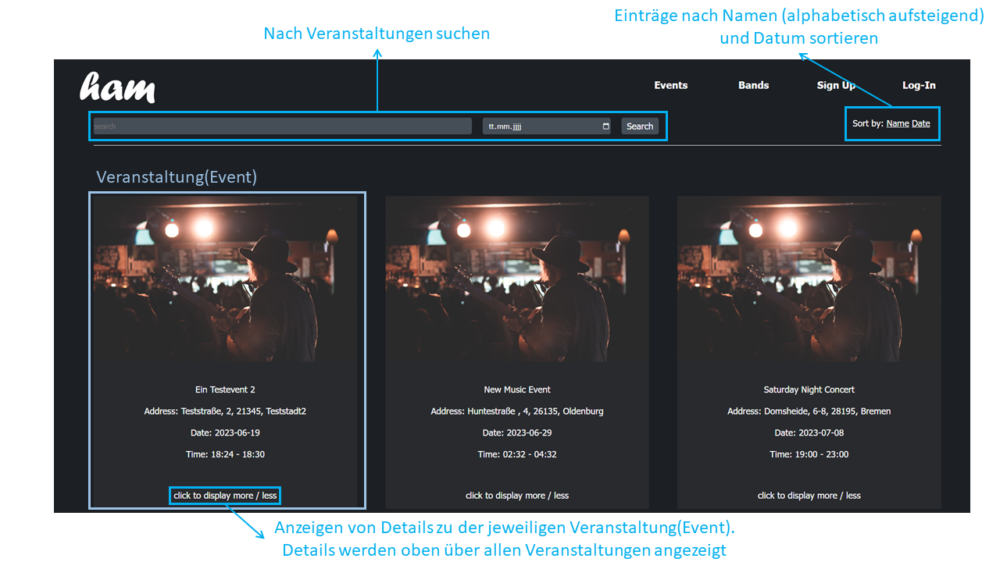 Einträge nach Namen (alphabetisch aufsteigend)
und Datum sortieren
Nach Veranstaltungen suchen
ham
Events
Bands
Sign Up
Log-In
search
tt.mm.jjjj
Search
Sort by: Name Date
Veranstaltung(Event)
Ein Testevent 2
Address: Teststraße, 2, 21345, Teststadt2
Date: 2023-06-19
Time: 18:24 - 18:30
click to display more / less
New Music Event
Address: Huntestraße , 4, 26135, Oldenburg
Date: 2023-06-29
Time: 02:32 - 04:32
click to display more / less
Saturday Night Concert
Address: Domsheide, 6-8, 28195, Bremen
Date: 2023-07-08
Time: 19:00 - 23:00
click to display more / less
Anzeigen von Details zu der jeweiligen Veranstaltung(Event).
Details werden oben über allen Veranstaltungen angezeigt